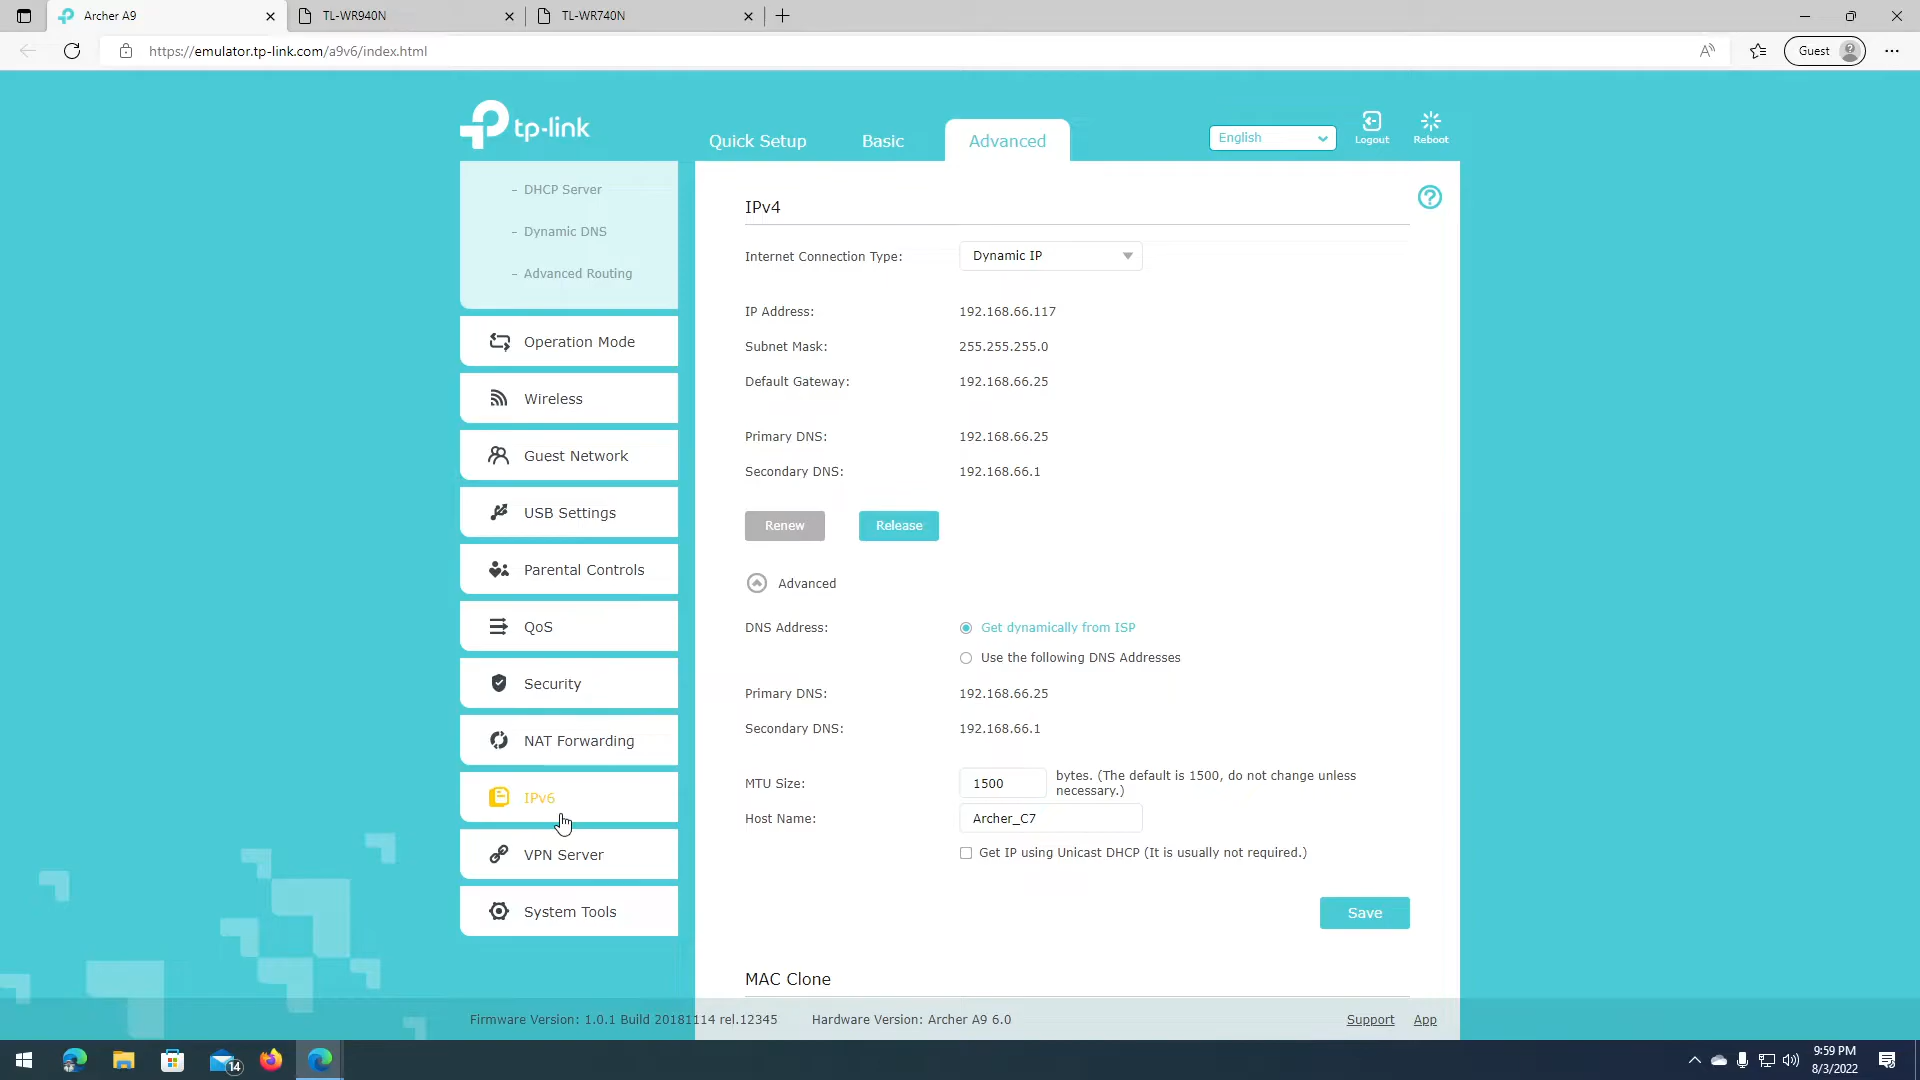 Archer A9
TL-WR940N
TL-WR740N
https://emulator.tp-link.com/a9v6/index.html
Guest
tp-link
Quick Setup
Basic
Advanced
English
Logout
Reboot
- DHCP Server
- Dynamic DNS
- Advanced Routing
Operation Mode
Wireless
Guest Network
USB Settings
Parental Controls
QoS
Security
NAT Forwarding
IPv6
VPN Server
System Tools
IPv4
Internet Connection Type: Dynamic IP
IP Address: 192.168.66.117
Subnet Mask: 255.255.255.0
Default Gateway: 192.168.66.25
Primary DNS: 192.168.66.25
Secondary DNS: 192.168.66.1
Renew Release
Advanced
DNS Address: Get dynamically from ISP
Use the following DNS Addresses
Primary DNS: 192.168.66.25
Secondary DNS: 192.168.66.1
MTU Size: 1500 bytes. (The default is 1500, do not change unless
necessary.)
Host Name: Archer_C7
Get IP using Unicast DHCP (It is usually not required.)
Save
MAC Clone
Firmware Version: 1.0.1 Build 20181114 rel.12345 Hardware Version: Archer A9 6.0 Support App
14
9:59 PM
8/3/2022